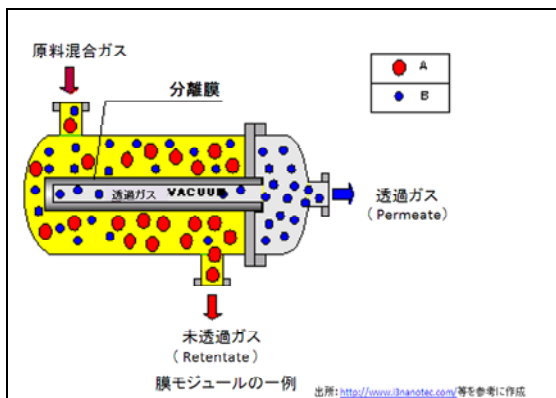 原料混合ガス
分離膜
A
B
透過ガス VACUUM
透過ガス
(Permeate)
未透過ガス
(Retentate)
膜モジュールの一例
出所：http://www.i3nanotec.com/等を参考に作成